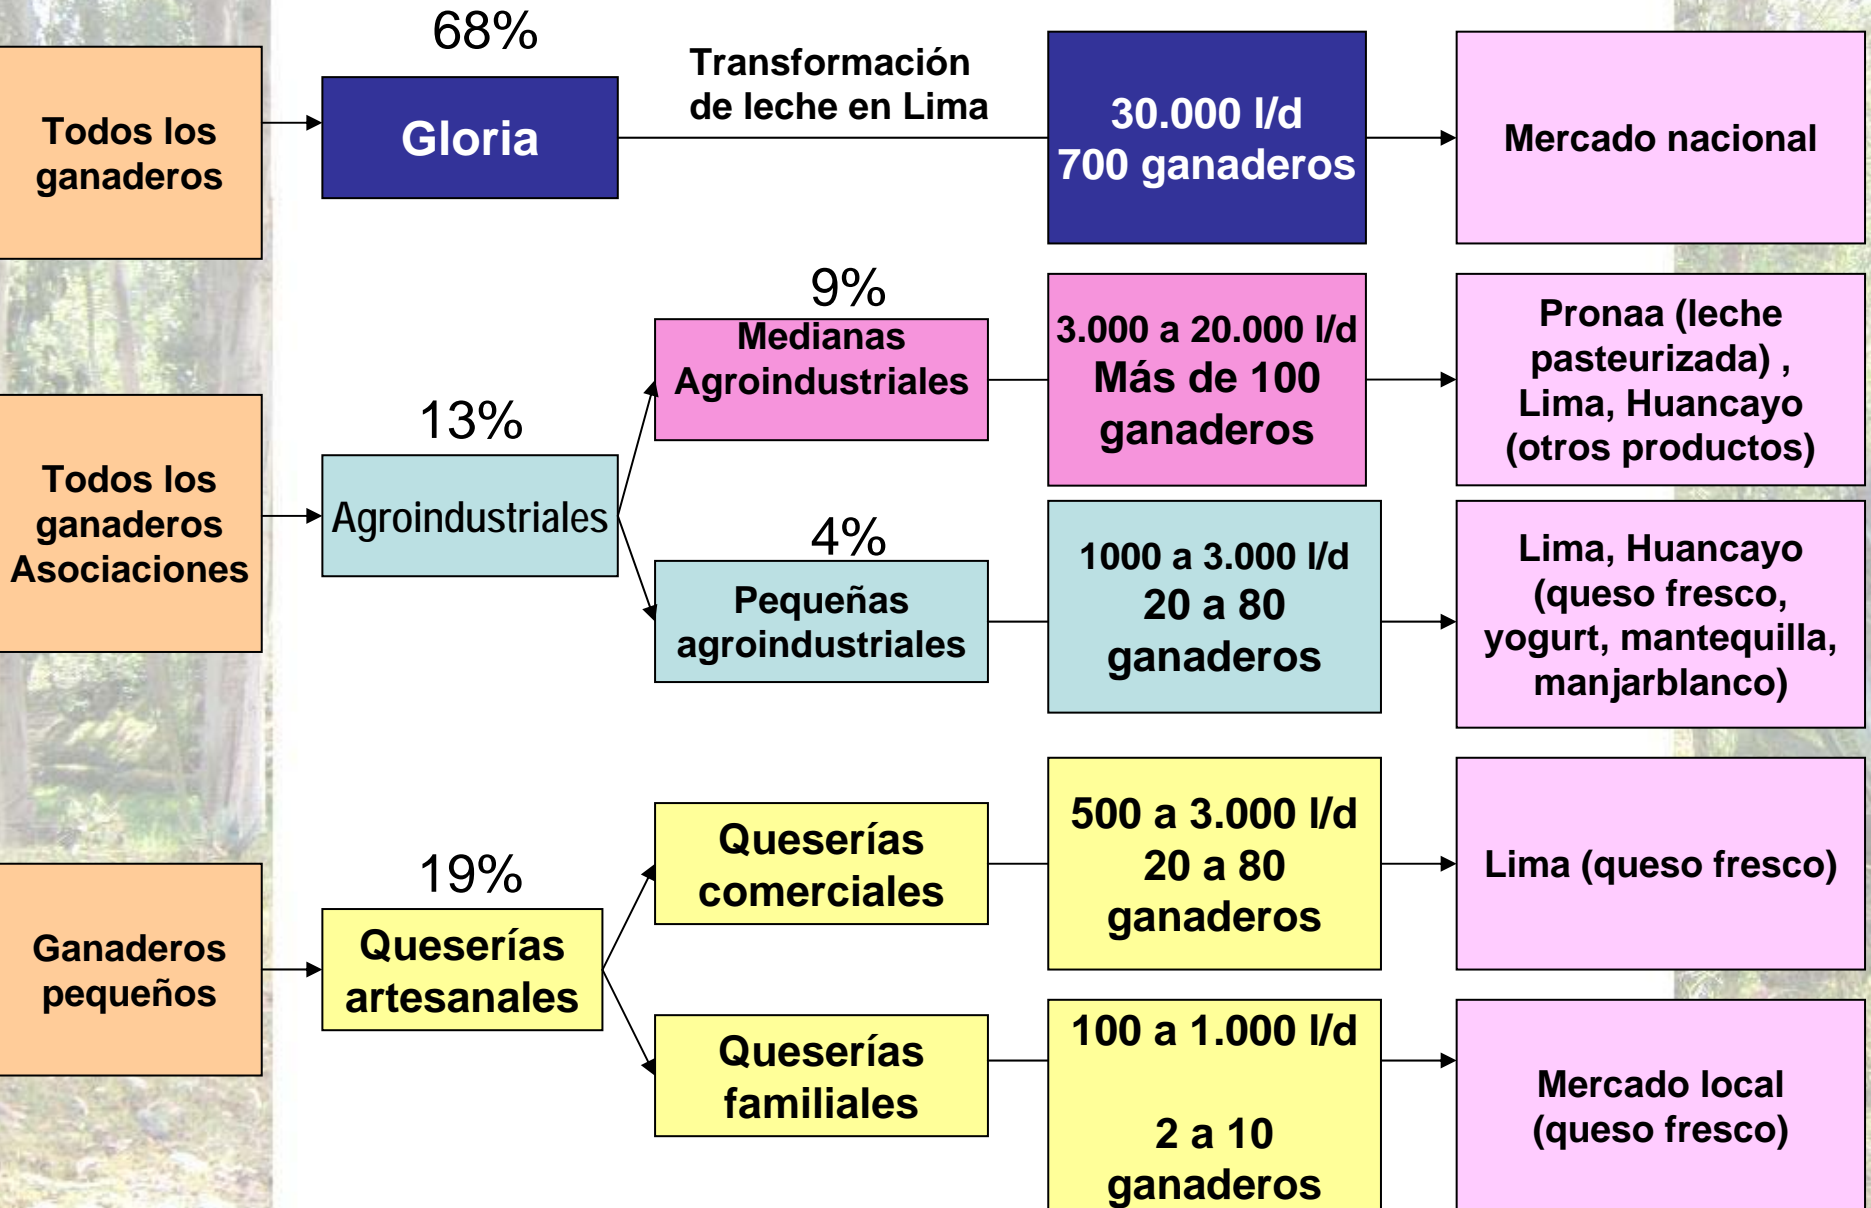 68%
Todos los
ganaderos
Gloria
Transformación
de leche en Lima
30.000 l/d
700 ganaderos
Mercado nacional
13%
Todos los
ganaderos
Asociaciones
Agroindustriales
9%
Medianas
Agroindustriales
3.000 a 20.000 l/d
Más de 100
ganaderos
Pronaa (leche
pasteurizada) ,
Lima, Huancayo
(otros productos)
4%
Pequeñas
agroindustriales
1000 a 3.000 l/d
20 a 80
ganaderos
Lima, Huancayo
(queso fresco,
yogurt, mantequilla,
manjarblanco)
19%
Ganaderos
pequeños
Queserías
artesanales
Queserías
comerciales
500 a 3.000 l/d
20 a 80
ganaderos
Lima (queso fresco)
Queserías
familiales
100 a 1.000 l/d
2 a 10
ganaderos
Mercado local
(queso fresco)